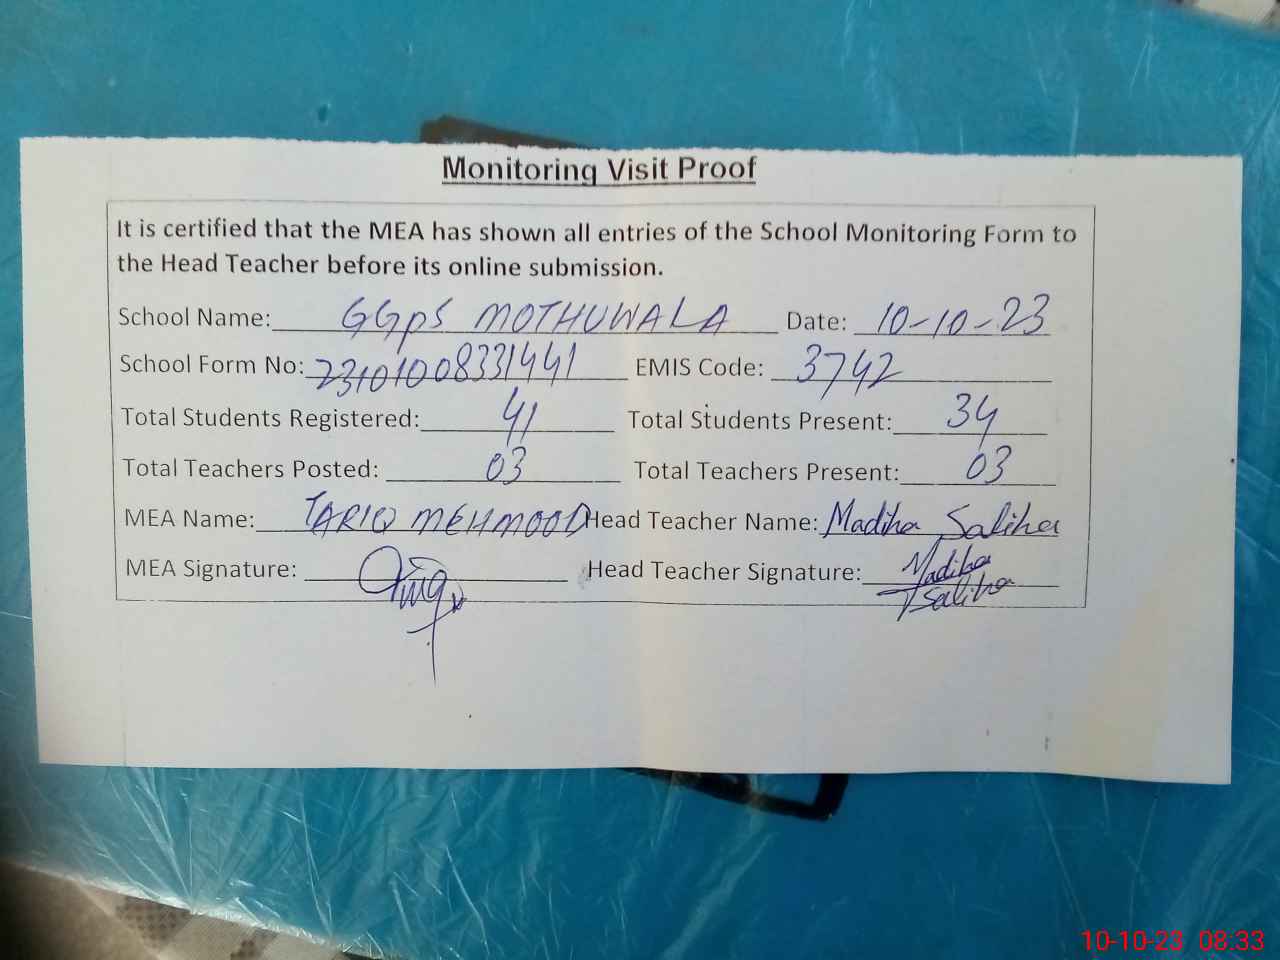 Monitoring Visit Proof
It is certified that the MEA has shown all entries of the School Monitoring Form to
the Head Teacher before its online submission.
School Name: GGPS MOTHUWALA Date: 10-10-23
School Form No: 23101008331441 EMIS Code: 3742
Total Students Registered: 41 Total Students Present: 34
Total Teachers Posted: 03 Total Teachers Present: 03
MEA Name: TARIQ MEHMOOD Head Teacher Name: Madiha Saliha
MEA Signature: Head Teacher Signature: Madiha
Saliha
10-10-23 08:33